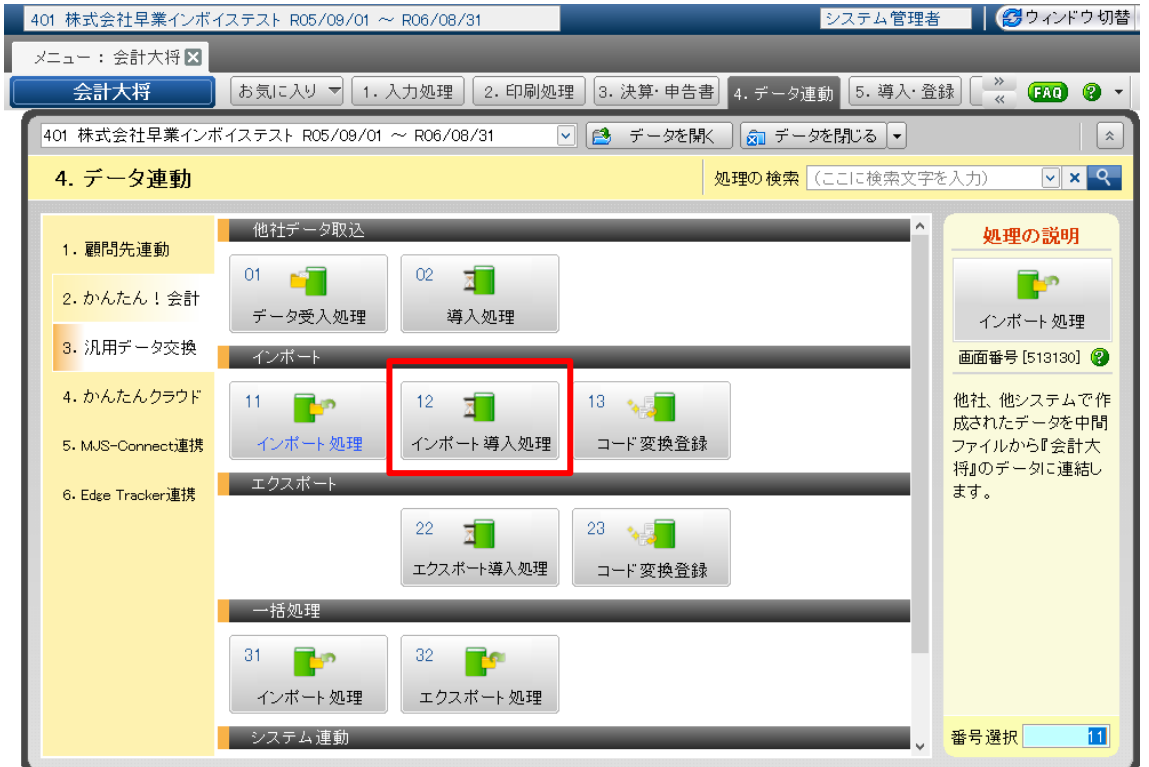 401 株式会社早業インボイステスト R05/09/01 ～ R06/08/31
システム管理者
ウィンドウ切替
メニュー：会計大将
会計大将
お気に入り
1. 入力処理
2. 印刷処理
3. 決算・申告書
4. データ連動
5. 導入・登録
FAQ
401 株式会社早業インボイステスト R05/09/01 ～ R06/08/31
データを開く
データを閉じる
4. データ連動
処理の検索
(ここに検索文字を入力)
1. 顧問先連動
2. かんたん！会計
3. 汎用データ交換
4. かんたんクラウド
5. MJS-Connect連携
6. Edge Tracker連携
他社データ取込
01
データ受入処理
02
導入処理
インポート
11
インポート処理
12
インポート導入処理
13
コード変換登録
エクスポート
22
エクスポート導入処理
23
コード変換登録
一括処理
31
インポート処理
32
エクスポート処理
システム連動
処理の説明
インポート処理
画面番号[513130]
他社、他システムで作
成されたデータを中間
ファイルから『会計大
将』のデータに連結し
ます。
番号選択
11